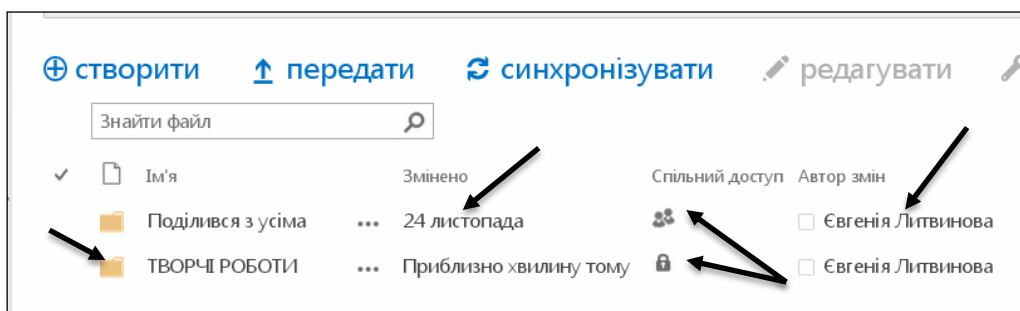 створити передати синхронізувати редагувати
Знайти файл
Ім'я Змінено Спільний доступ Автор змін
Поділився з усіма ... 24 листопада Євгенія Литвинова
ТВОРЧІ РОБОТИ ... Приблизно хвилину тому Євгенія Литвинова